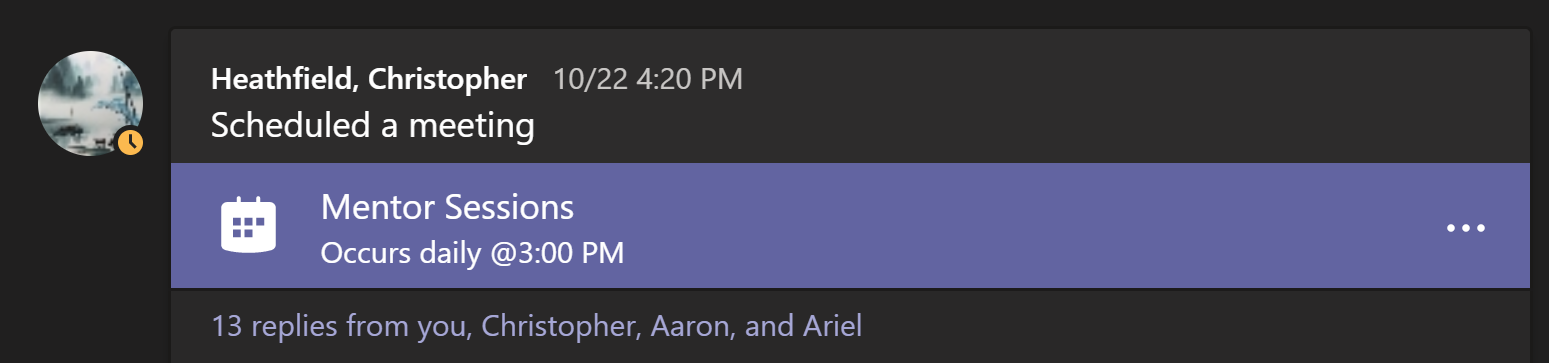 Heathfield, Christopher 10/22 4:20 PM
Scheduled a meeting
Mentor Sessions
Occurs daily @3:00 PM
13 replies from you, Christopher, Aaron, and Ariel